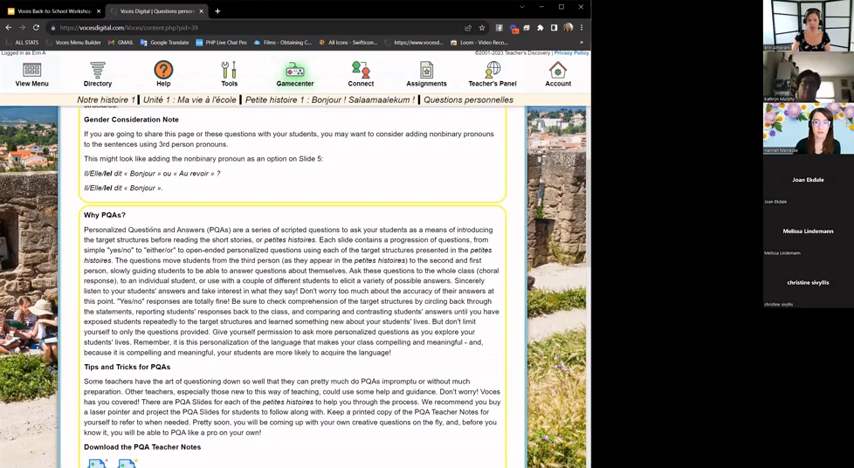 Voces Back-to-School Workshop
Voces Digital | Questions person
https://vocesdigital.com/Voces/content.php?pid=39
ALL STATS
Voces Menu Builder
GMAIL
Google Translate
PHP Live Chat Pro
Films - Obtaining C...
All Icons - Swifticon...
https://www.vocesd...
Loom - Video Reco...
Logged in as Erin A
©2001-2023 Teacher's Discovery | Privacy Policy
View Menu
Directory
Help
Tools
Gamecenter
Connect
Assignments
Teacher's Panel
Account
Notre histoire 1 | Unité 1 : Ma vie à l'école | Petite histoire 1 : Bonjour ! Salaamaalekum ! | Questions personnelles
Gender Consideration Note
If you are going to share this page or these questions with your students, you may want to consider adding nonbinary pronouns
to the sentences using 3rd person pronouns.
This might look like adding the nonbinary pronoun as an option on Slide 5:
Il/Elle/Iel dit « Bonjour » ou « Au revoir » ?
Il/Elle/Iel dit « Bonjour ».
Why PQAs?
Personalized Questions and Answers (PQAs) are a series of scripted questions to ask your students as a means of introducing
the target structures before reading the short stories, or petites histoires. Each slide contains a progression of questions, from
simple "yes/no" to "either/or" to open-ended personalized questions using each of the target structures presented in the petites
histoires. The questions move students from the third person (as they appear in the petites histoires) to the second and first
person, slowly guiding students to be able to answer questions about themselves. Ask these questions to the whole class (choral
response), to an individual student, or use with a couple of different students to elicit a variety of possible answers. Sincerely
listen to your students' answers and take interest in what they say! Don't worry too much about the accuracy of their answers at
this point. "Yes/no" responses are totally fine! Be sure to check comprehension of the target structures by circling back through
the statements, reporting students' responses back to the class, and comparing and contrasting students' answers until you have
exposed students repeatedly to the target structures and learned something new about your students' lives. But don't limit
yourself to only the questions provided. Give yourself permission to ask more personalized questions as you explore your
students' lives. Remember, it is this personalization of the language that makes your class compelling and meaningful - and,
because it is compelling and meaningful, your students are more likely to acquire the language!
Tips and Tricks for PQAs
Some teachers have the art of questioning down so well that they can pretty much do PQAs impromptu or without much
preparation. Other teachers, especially those new to this way of teaching, could use some help and guidance. Don't worry! Voces
has you covered! There are PQA Slides for each of the petites histoires to help you through the process. We recommend you buy
a laser pointer and project the PQA Slides for students to follow along with. Keep a printed copy of the PQA Teacher Notes for
yourself to refer to when needed. Pretty soon, you will be coming up with your own creative questions on the fly, and, before you
know it, you will be able to PQA like a pro on your own!
Download the PQA Teacher Notes
Kathryn Murphy
Joan Ekdale
Joan Ekdale
Melissa Lindemann
Melissa Lindemann
christine sivyllis
christine sivyllis